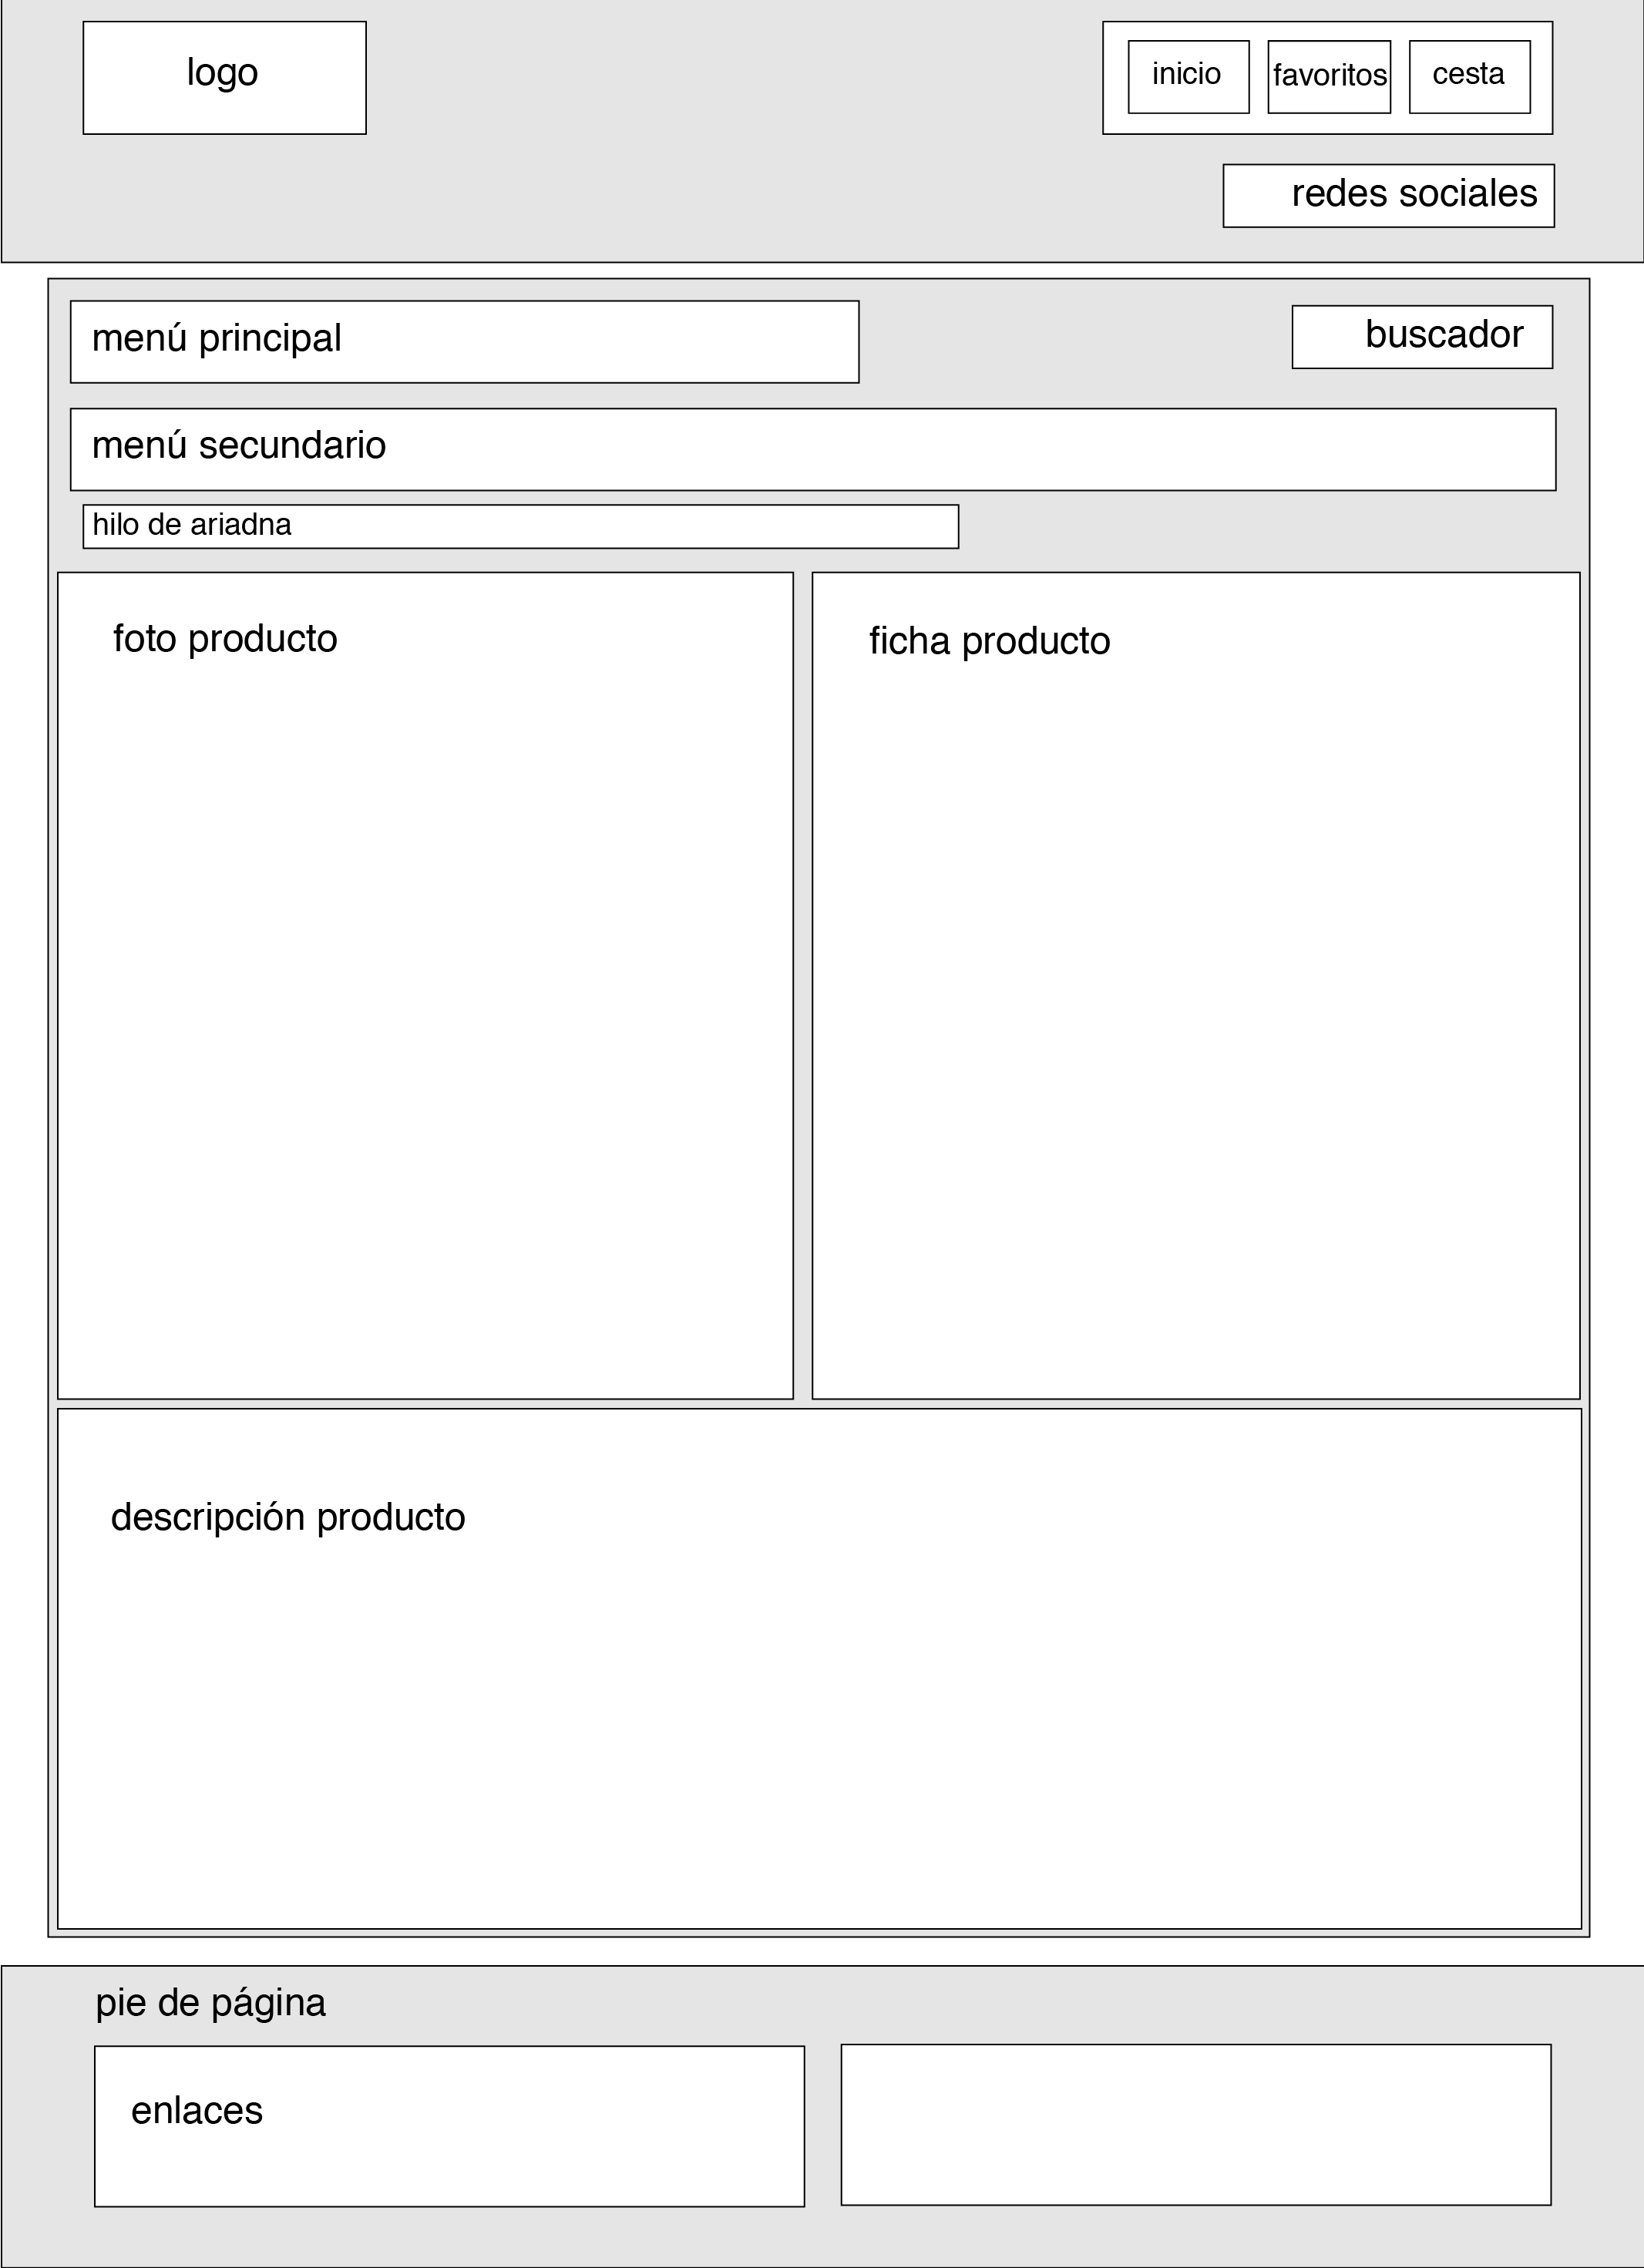 logo
inicio
favoritos
cesta
redes sociales
menú principal
buscador
menú secundario
hilo de ariadna
foto producto
ficha producto
descripción producto
pie de página
enlaces